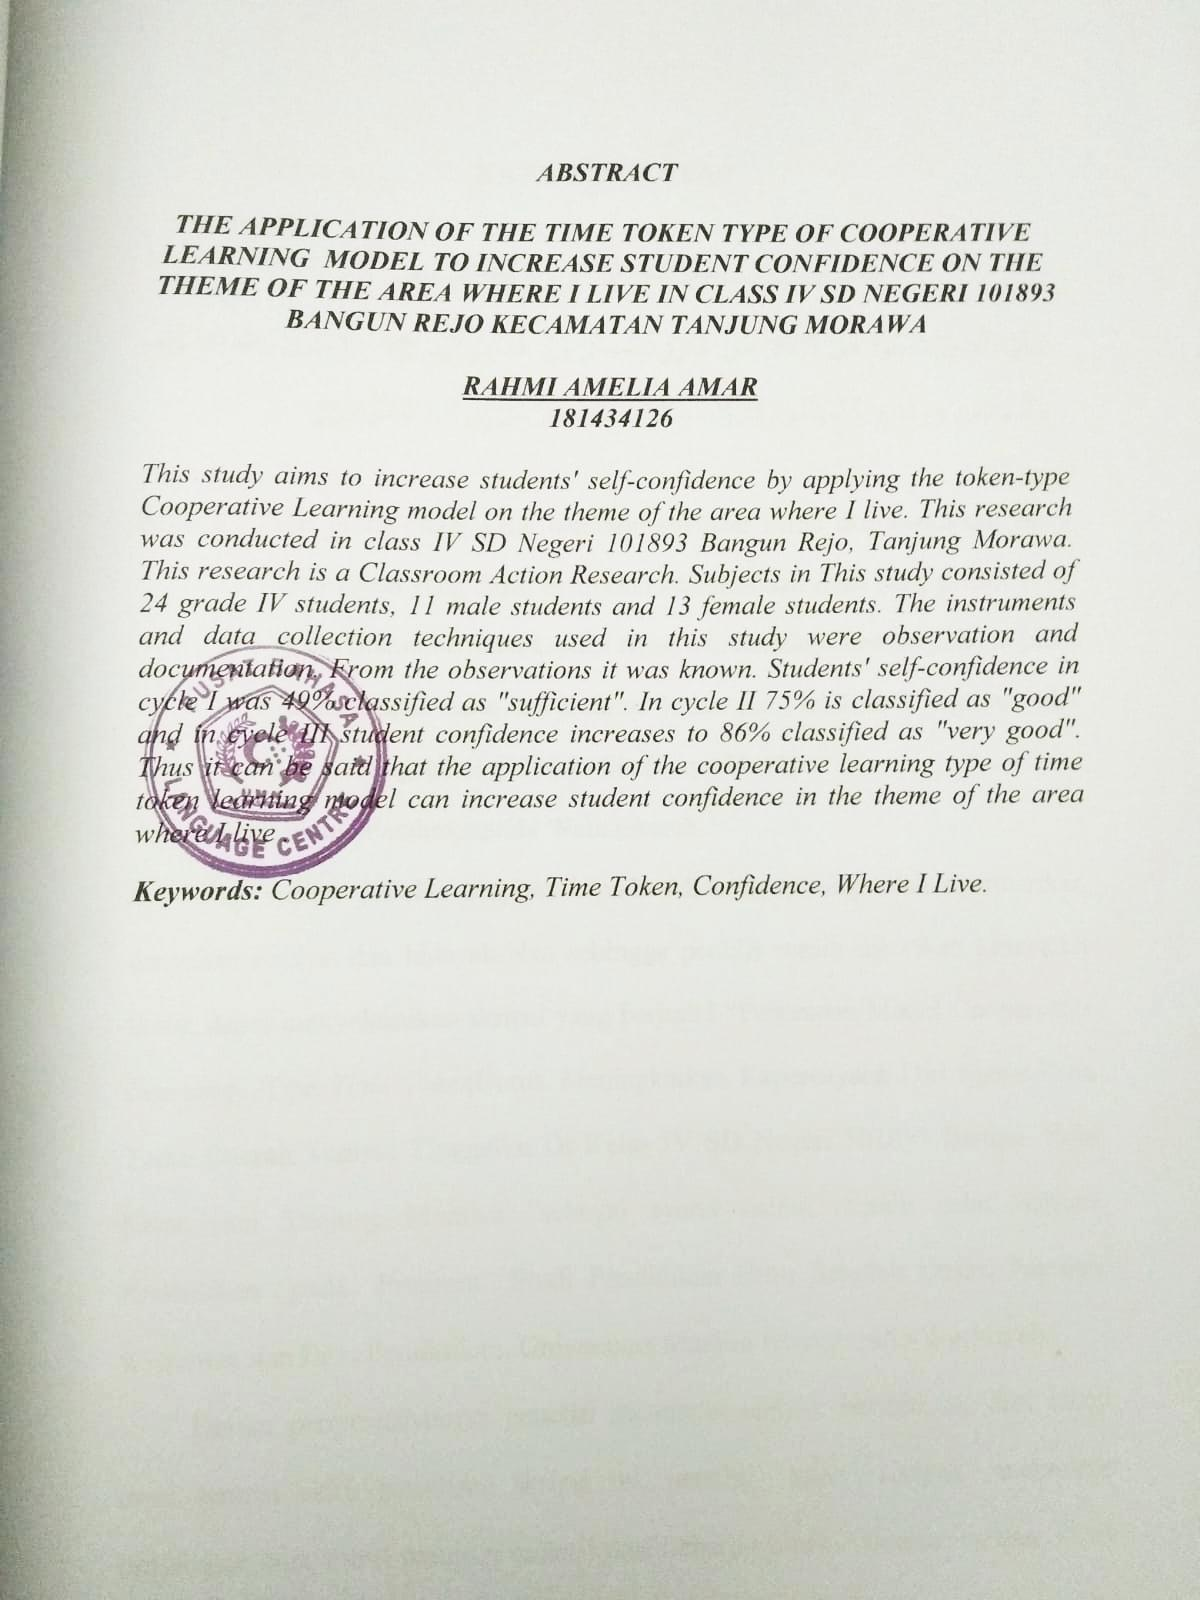 ABSTRACT
THE APPLICATION OF THE TIME TOKEN TYPE OF COOPERATIVE
LEARNING MODEL TO INCREASE STUDENT CONFIDENCE ON THE
THEME OF THE AREA WHERE I LIVE IN CLASS IV SD NEGERI 101893
BANGUN REJO KECAMATAN TANJUNG MORAWA
RAHMI AMELIA AMAR
181434126
This study aims to increase students' self-confidence by applying the token-type
Cooperative Learning model on the theme of the area where I live. This research
was conducted in class IV SD Negeri 101893 Bangun Rejo, Tanjung Morawa.
This research is a Classroom Action Research. Subjects in This study consisted of
24 grade IV students, 11 male students and 13 female students. The instruments
and data collection techniques used in this study were observation and
documentation. From the observations it was known. Students' self-confidence in
cycle I was 49% classified as "sufficient". In cycle II 75% is classified as "good"
and in cycle III student confidence increases to 86% classified as "very good".
Thus it can be said that the application of the cooperative learning type of time
token learning model can increase student confidence in the theme of the area
where I live
Keywords: Cooperative Learning, Time Token, Confidence, Where I Live.
PUSAT BAHASA
LANGUAGE CENTRE